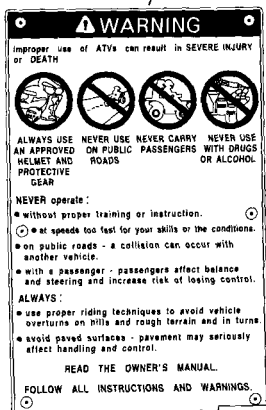 WARNING
Improper use of ATVs can result in SEVERE INJURY
or DEATH
ALWAYS USE
AN APPROVED
HELMET AND
PROTECTIVE
GEAR
NEVER USE
ON PUBLIC
ROADS
NEVER CARRY
PASSENGERS
NEVER USE
WITH DRUGS
OR ALCOHOL
NEVER operate :
• without proper training or instruction.
• at speeds too fast for your skills or the conditions.
• on public roads - a collision can occur with
another vehicle.
• with a passenger - passengers affect balance
and steering and increase risk of losing control.
ALWAYS :
• use proper riding techniques to avoid vehicle
overturns on hills and rough terrain and in turns.
• avoid paved surfaces - pavement may seriously
affect handling and control.
READ THE OWNER'S MANUAL.
FOLLOW ALL INSTRUCTIONS AND WARNINGS.